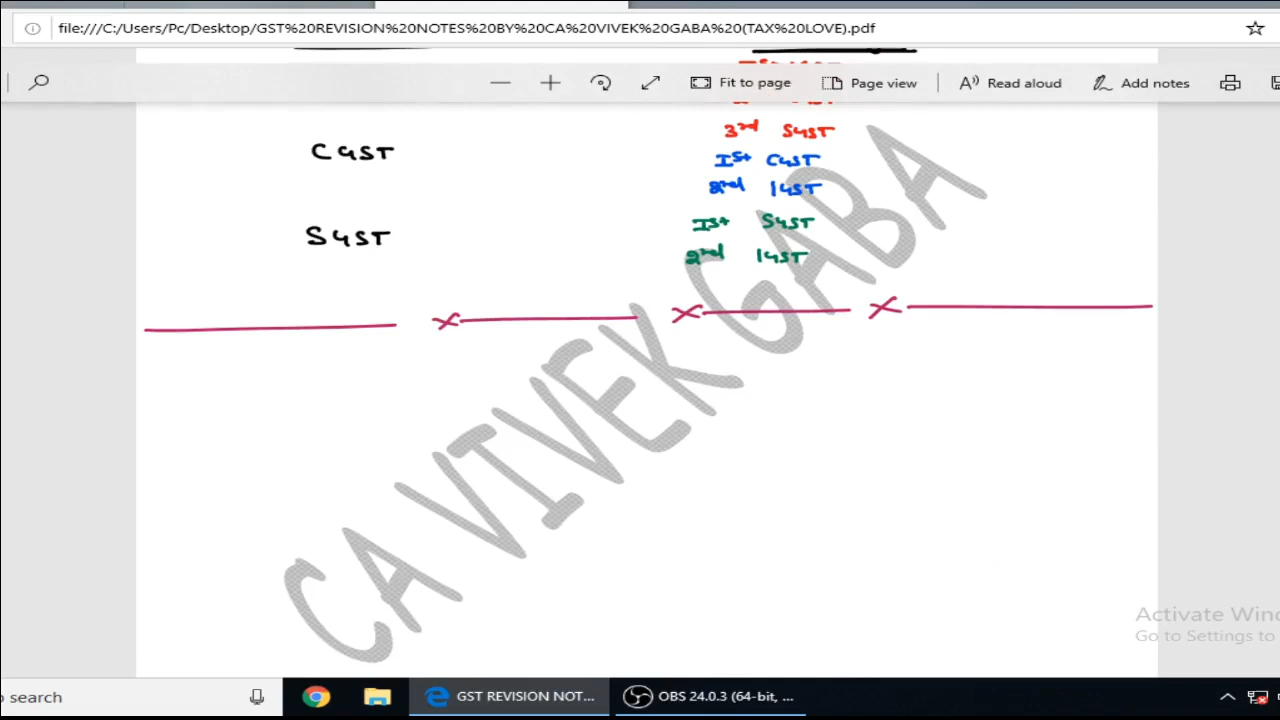 file:///C:/Users/Pc/Desktop/GST%20REVISION%20NOTES%20BY%20CA%20VIVEK%20GABA%20(TAX%20LOVE).pdf
Fit to page
Page view
Read aloud
Add notes
3rd SGST
CGST
Ist CGST
2nd IGST
SGST
Ist SGST
2nd IGST
CA VIVEK GABA
Activate Wind
Go to Settings to
o search
GST REVISION NOT...
OBS 24.0.3 (64-bit, ...